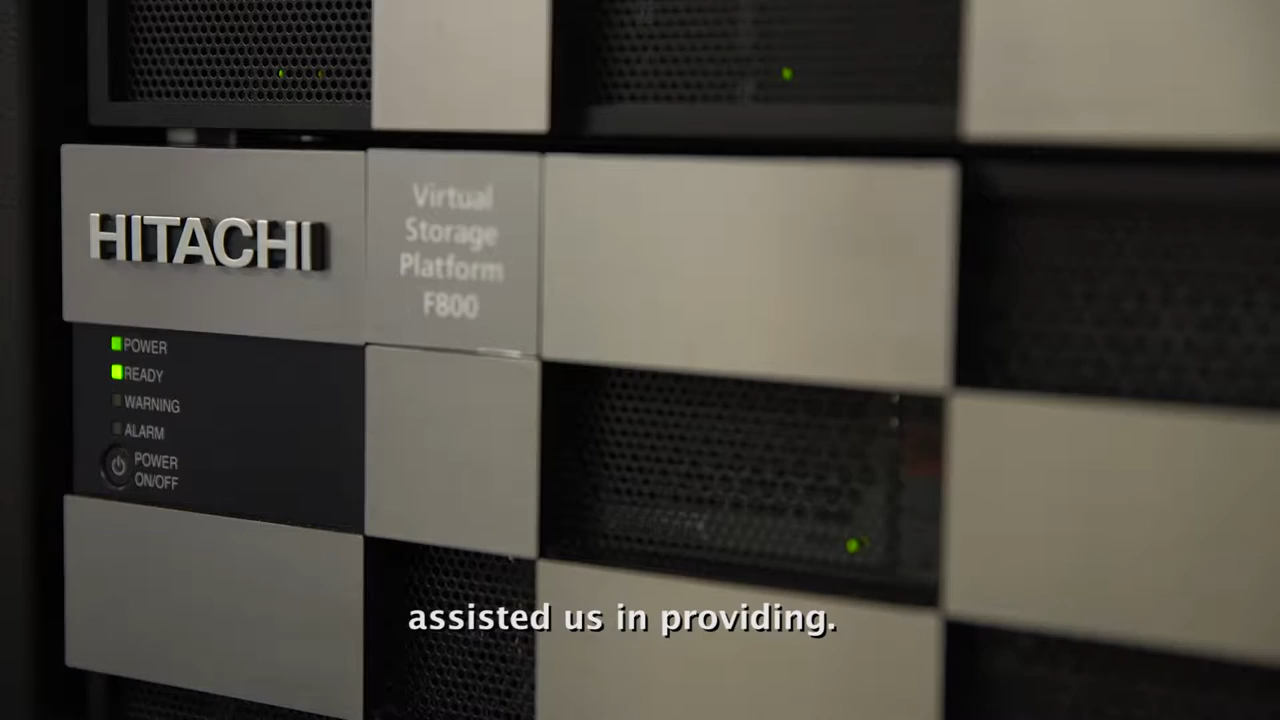 HITACHI
Virtual
Storage
Platform
F800
POWER
READY
WARNING
ALARM
POWER
ON/OFF
assisted us in providing.